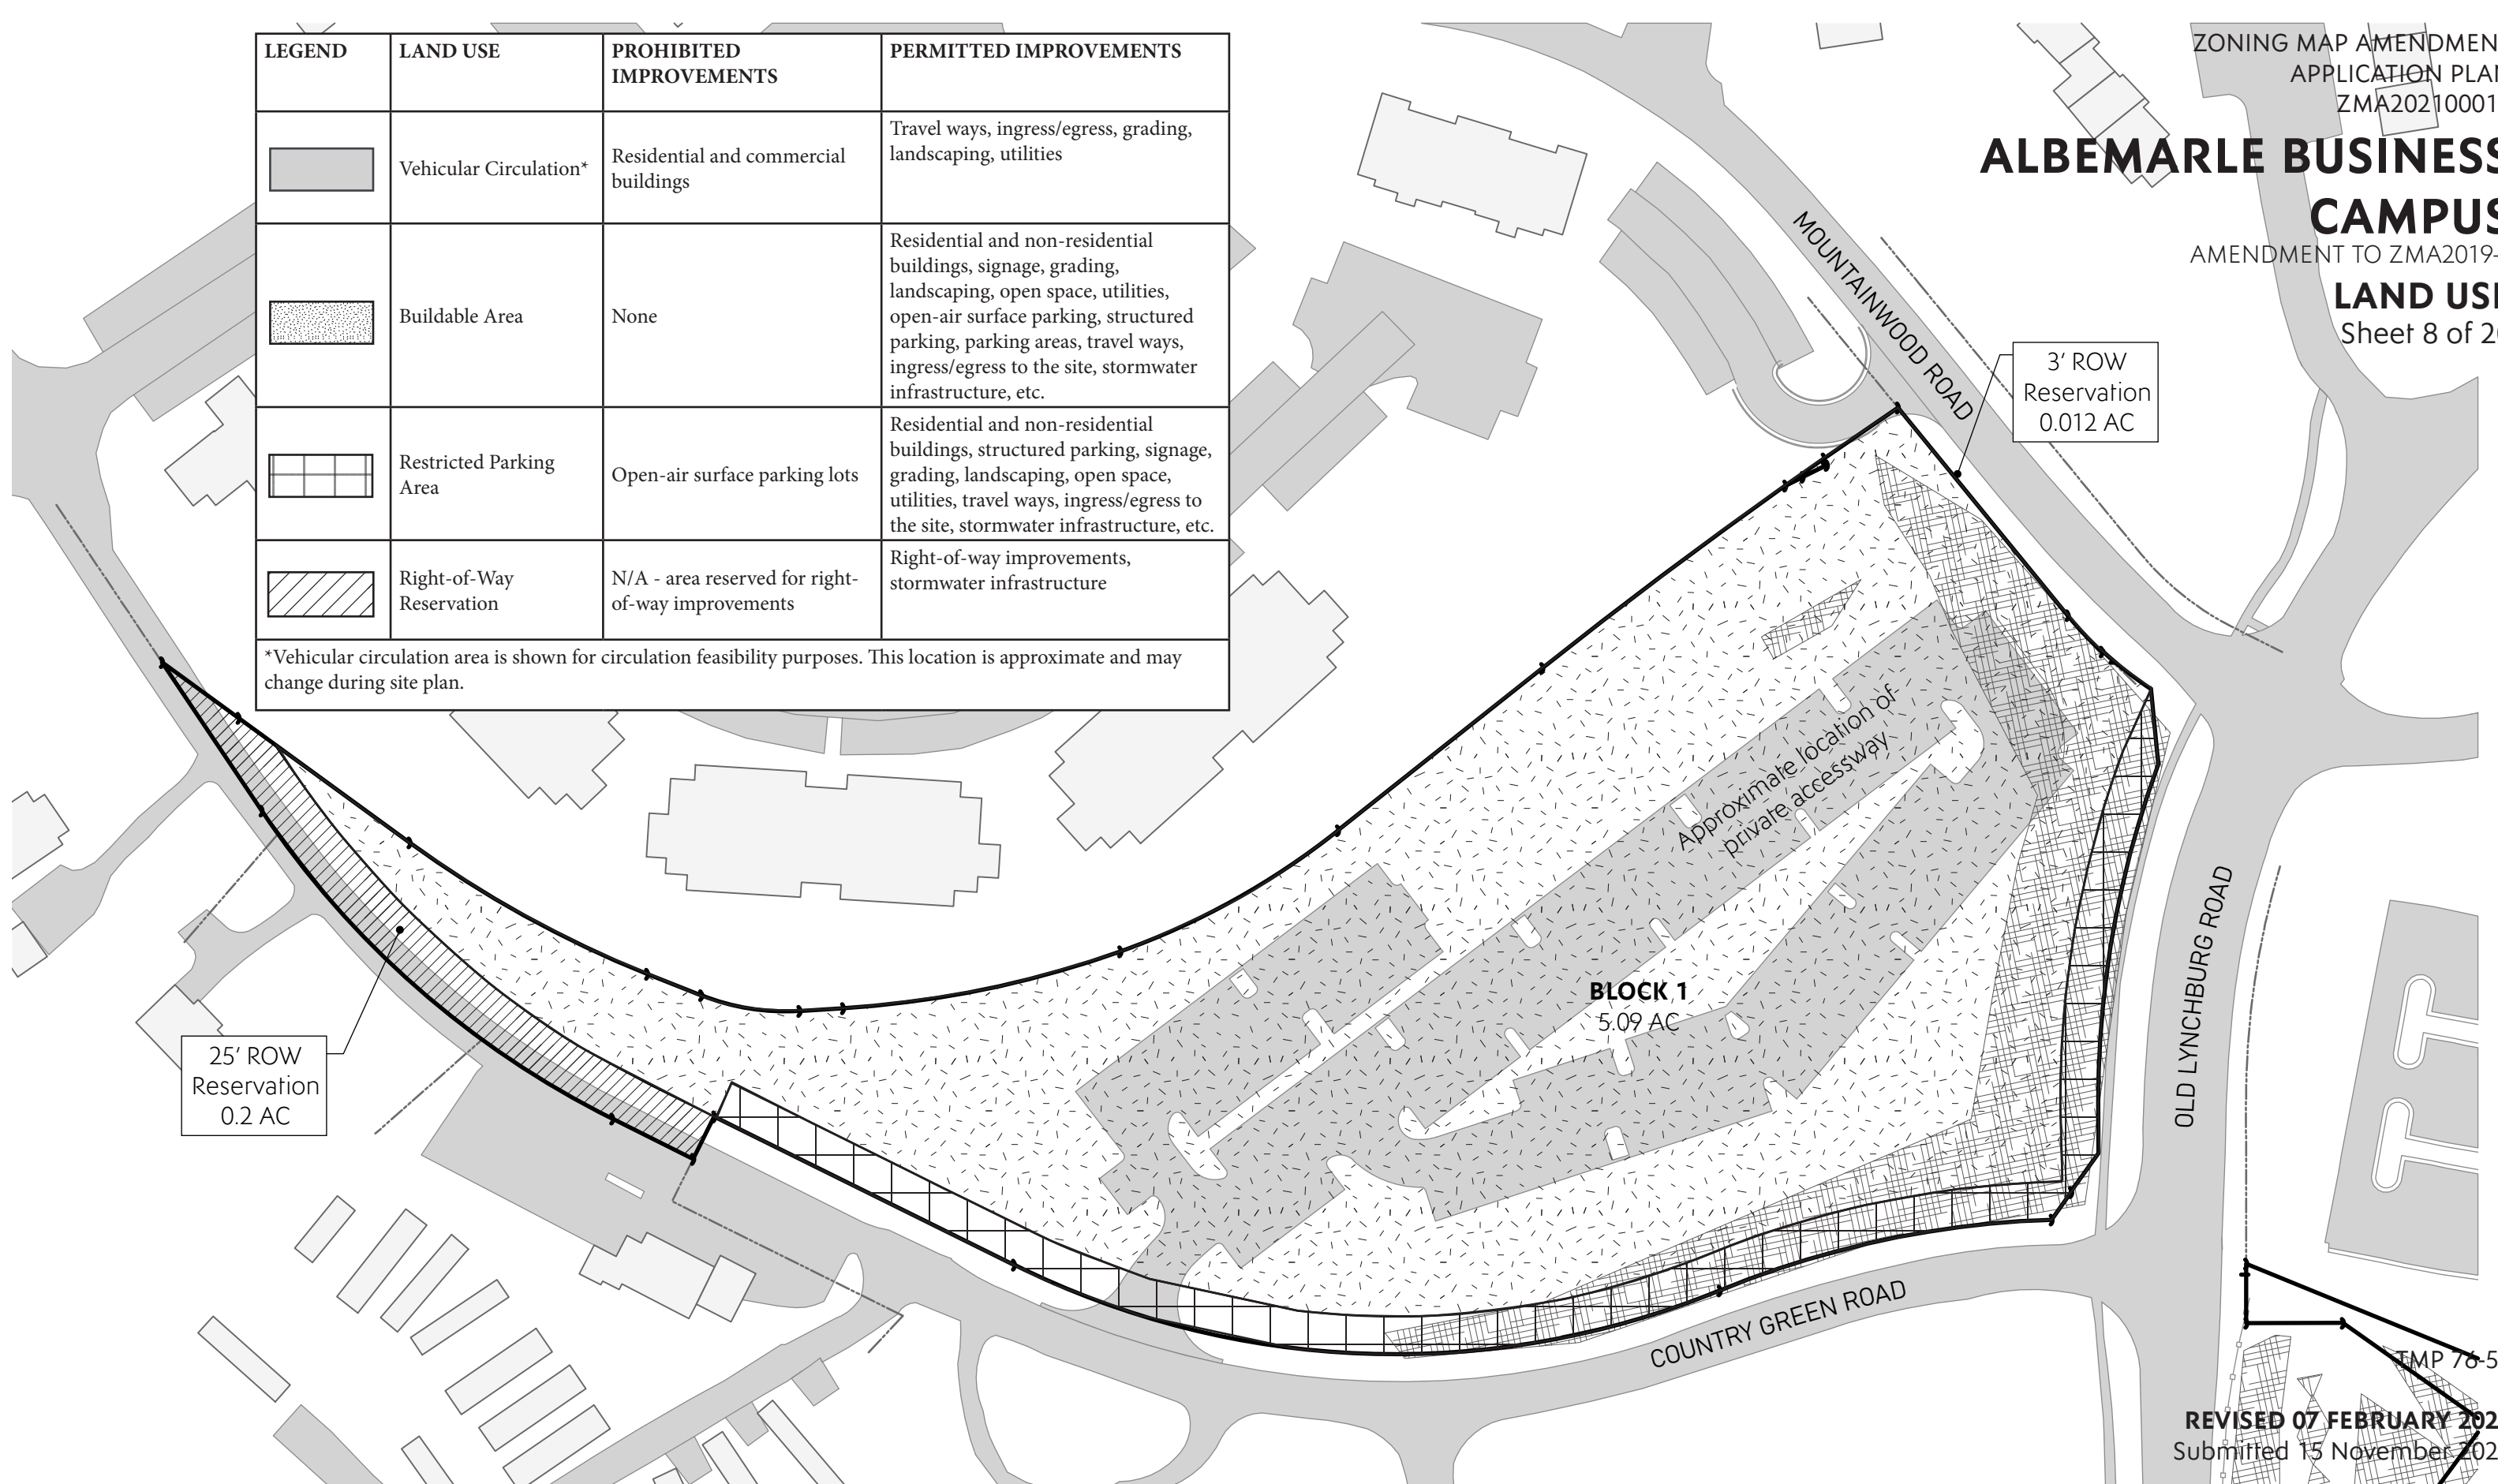 LEGEND
LAND USE
PROHIBITED
IMPROVEMENTS
PERMITTED IMPROVEMENTS
Vehicular Circulation*
Residential and commercial
buildings
Travel ways, ingress/egress, grading,
landscaping, utilities
Buildable Area
None
Residential and non-residential
buildings, signage, grading,
landscaping, open space, utilities,
open-air surface parking, structured
parking, parking areas, travel ways,
ingress/egress to the site, stormwater
infrastructure, etc.
Restricted Parking
Area
Open-air surface parking lots
Residential and non-residential
buildings, structured parking, signage,
grading, landscaping, open space,
utilities, travel ways, ingress/egress to
the site, stormwater infrastructure, etc.
Right-of-Way
Reservation
N/A - area reserved for right-
of-way improvements
Right-of-way improvements,
stormwater infrastructure
*Vehicular circulation area is shown for circulation feasibility purposes. This location is approximate and may
change during site plan.
ZONING MAP AMENDMEN
APPLICATION PLA
ZMA20210001
ALBEMARLE BUSINESS
CAMPUS
AMENDMENT TO ZMA2019-
LAND US
Sheet 8 of 2
MOUNTAINWOOD ROAD
3’ ROW
Reservation
0.012 AC
Approximate location of
private accessway
BLOCK 1
5.09 AC
OLD LYNCHBURG ROAD
25’ ROW
Reservation
0.2 AC
COUNTRY GREEN ROAD
TMP 76-5
REVISED 07 FEBRUARY 202
Submitted 15 November 202